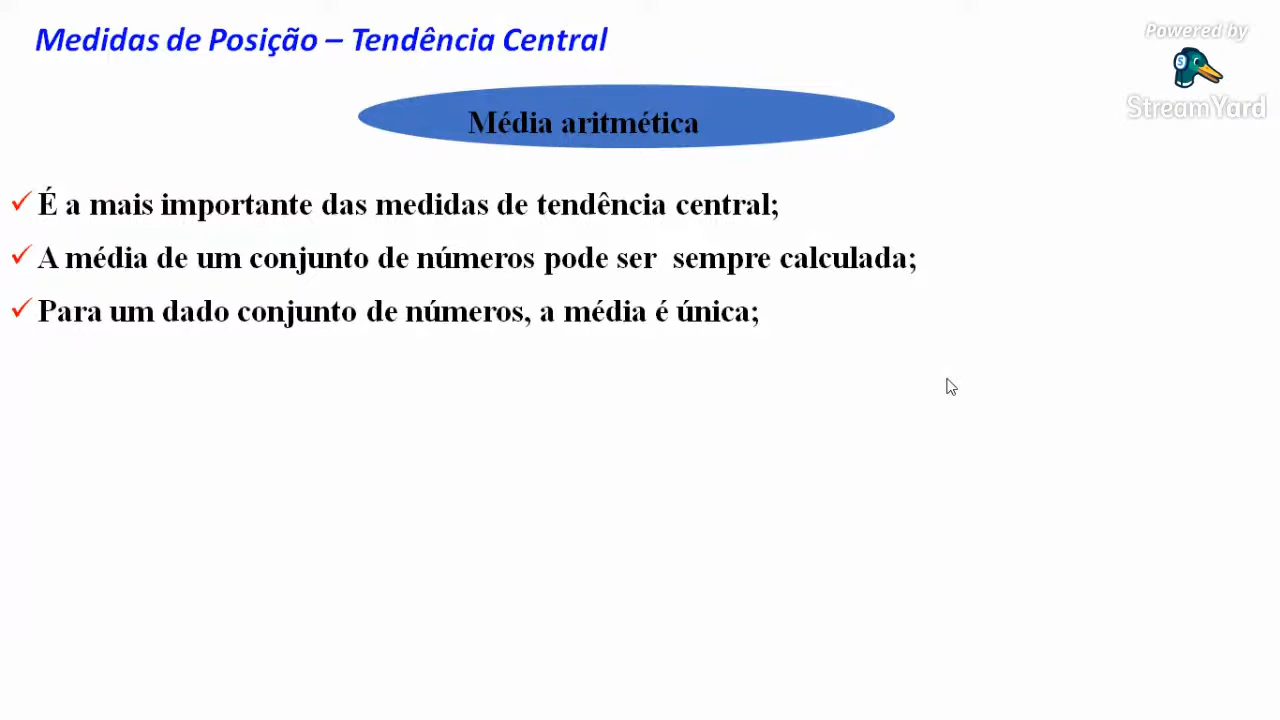 Medidas de Posição – Tendência Central
Powered by
StreamYard
Média aritmética
É a mais importante das medidas de tendência central;
A média de um conjunto de números pode ser sempre calculada;
Para um dado conjunto de números, a média é única;